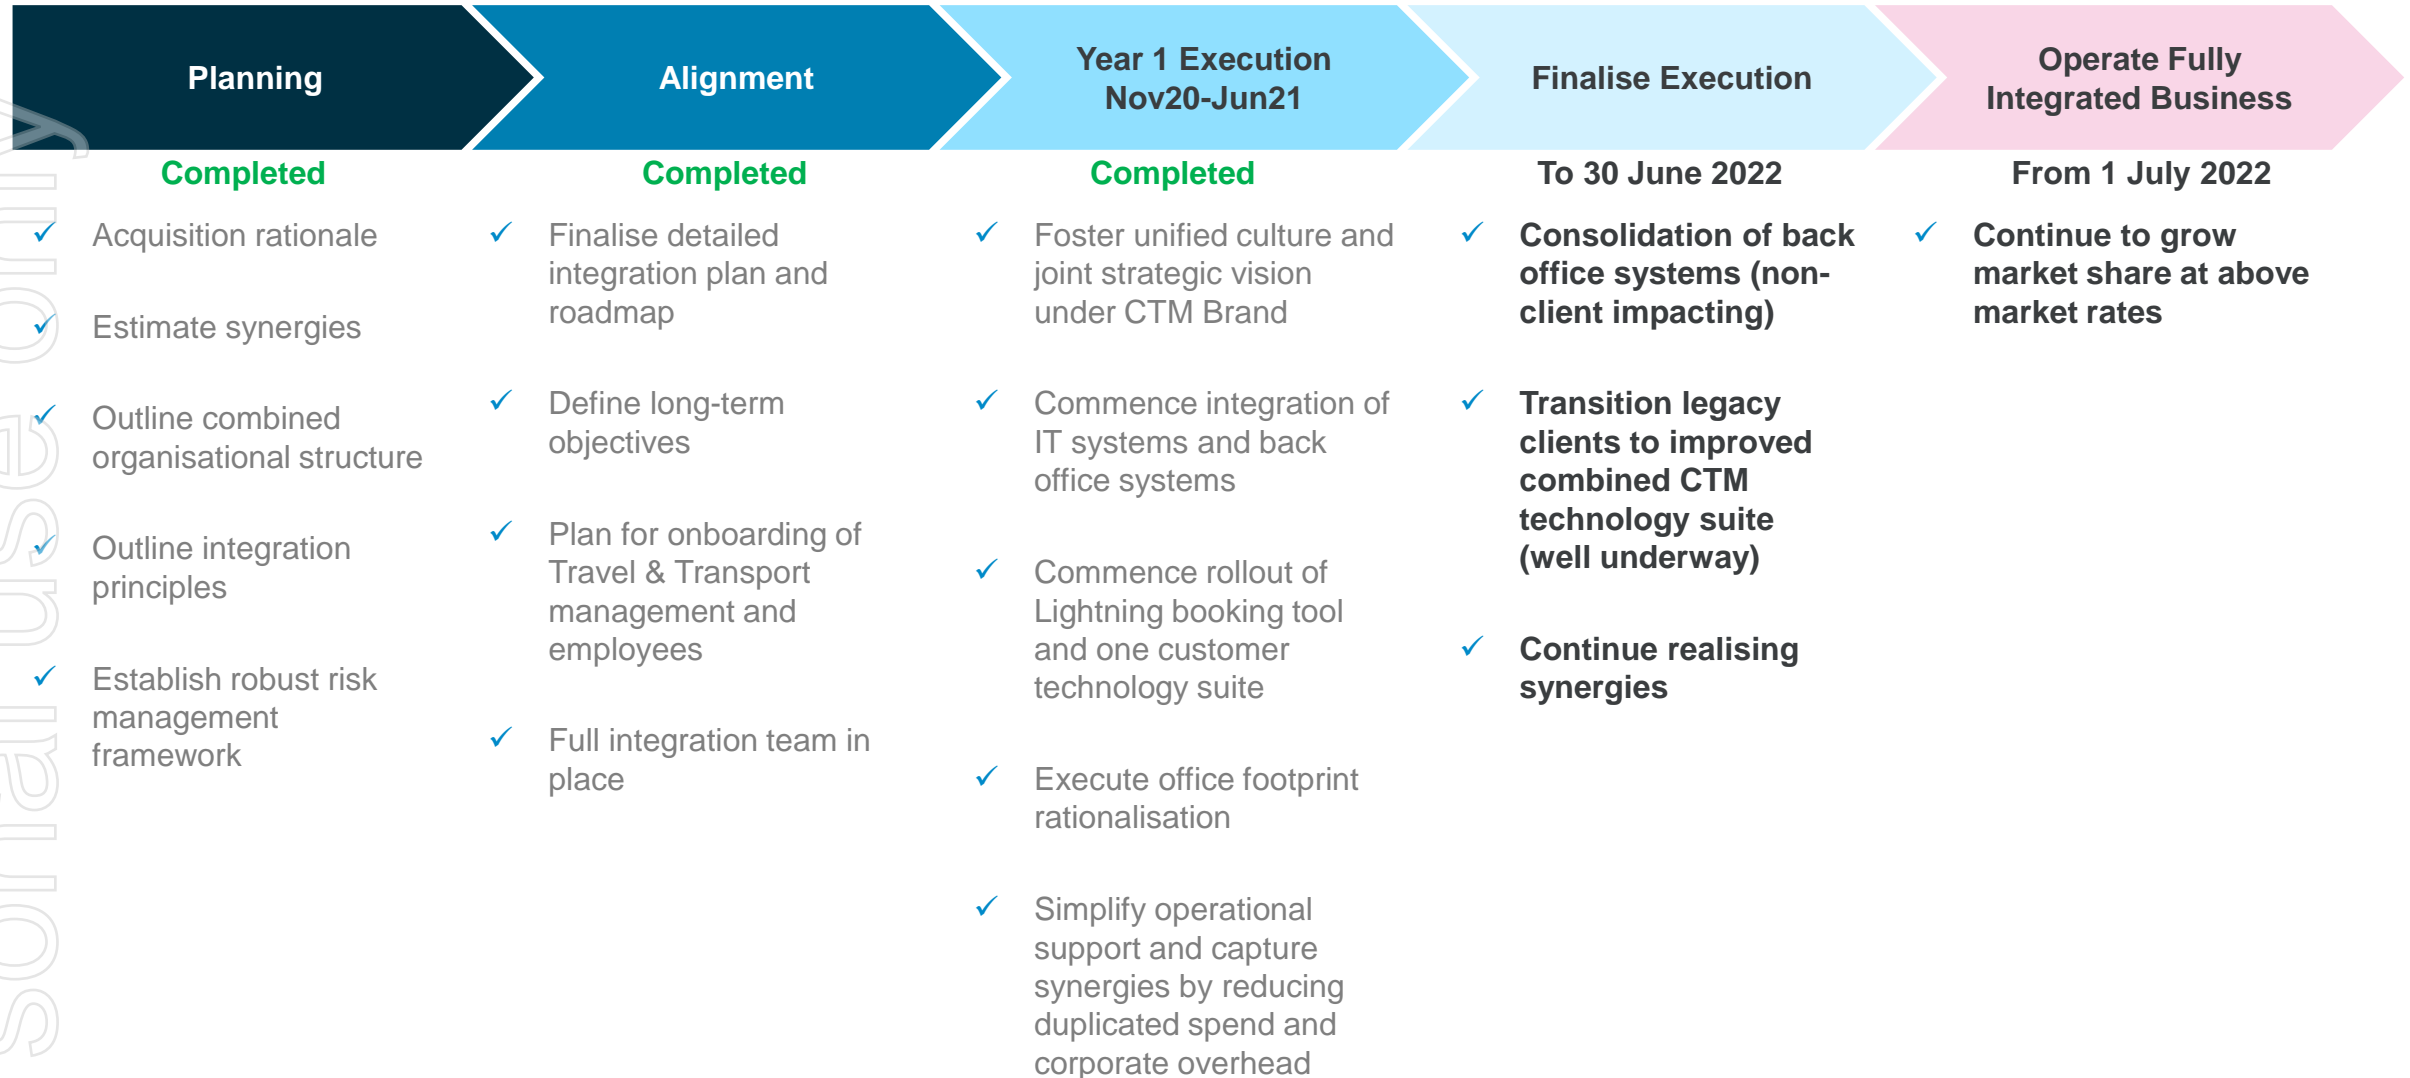 Planning
Alignment
Year 1 Execution
Nov20-Jun21
Finalise Execution
Operate Fully
Integrated Business
Completed
Acquisition rationale
Estimate synergies
Outline combined
organisational structure
Outline integration
principles
Establish robust risk
management
framework
Completed
Finalise detailed
integration plan and
roadmap
Define long-term
objectives
Plan for onboarding of
Travel & Transport
management and
employees
Full integration team in
place
Completed
Foster unified culture and
joint strategic vision
under CTM Brand
Commence integration of
IT systems and back
office systems
Commence rollout of
Lightning booking tool
and one customer
technology suite
Execute office footprint
rationalisation
Simplify operational
support and capture
synergies by reducing
duplicated spend and
corporate overhead
To 30 June 2022
Consolidation of back
office systems (non-
client impacting)
Transition legacy
clients to improved
combined CTM
technology suite
(well underway)
Continue realising
synergies
From 1 July 2022
Continue to grow
market share at above
market rates
sonal use only